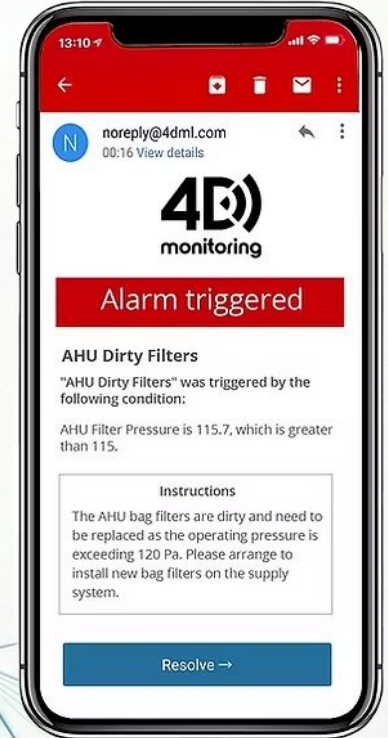 13:10
N
noreply@4dml.com
00:16 View details
4D
monitoring
Alarm triggered
AHU Dirty Filters
"AHU Dirty Filters" was triggered by the
following condition:
AHU Filter Pressure is 115.7, which is greater
than 115.
Instructions
The AHU bag filters are dirty and need to
be replaced as the operating pressure is
exceeding 120 Pa. Please arrange to
install new bag filters on the supply
system.
Resolve →